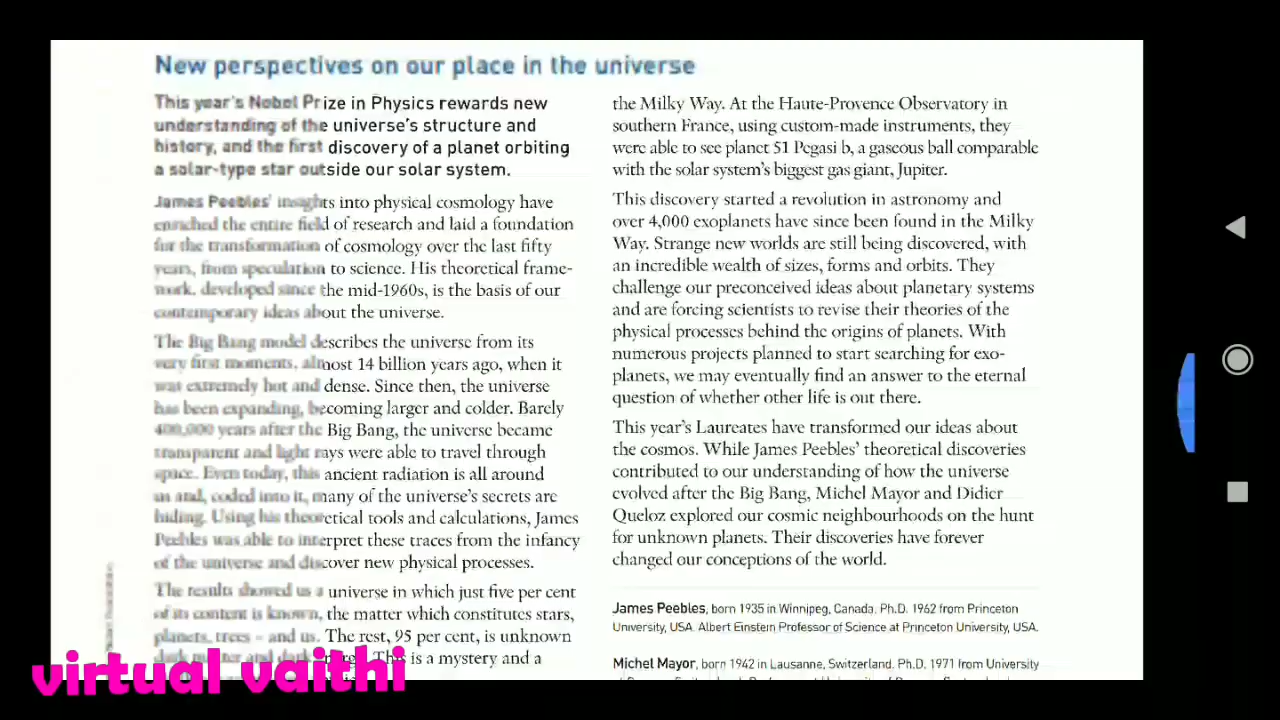 New perspectives on our place in the universe
This year's Nobel Prize in Physics rewards new
understanding of the universe's structure and
history, and the first discovery of a planet orbiting
a solar-type star outside our solar system.
James Peebles' insights into physical cosmology have
enriched the entire field of research and laid a foundation
for the transformation of cosmology over the last fifty
years, from speculation to science. His theoretical frame-
work, developed since the mid-1960s, is the basis of our
contemporary ideas about the universe.
The Big Bang model describes the universe from its
very first moments, almost 14 billion years ago, when it
was extremely hot and dense. Since then, the universe
has been expanding, becoming larger and colder. Barely
400,000 years after the Big Bang, the universe became
transparent and light rays were able to travel through
space. Even today, this ancient radiation is all around
us and, coded into it, many of the universe's secrets are
hiding. Using his theoretical tools and calculations, James
Peebles was able to interpret these traces from the infancy
of the universe and discover new physical processes.
The results showed us a universe in which just five per cent
of its content is known, the matter which constitutes stars,
planets, trees – and us. The rest, 95 per cent, is unknown
dark matter and dark energy. This is a mystery and a
the Milky Way. At the Haute-Provence Observatory in
southern France, using custom-made instruments, they
were able to see planet 51 Pegasi b, a gaseous ball comparable
with the solar system's biggest gas giant, Jupiter.
This discovery started a revolution in astronomy and
over 4,000 exoplanets have since been found in the Milky
Way. Strange new worlds are still being discovered, with
an incredible wealth of sizes, forms and orbits. They
challenge our preconceived ideas about planetary systems
and are forcing scientists to revise their theories of the
physical processes behind the origins of planets. With
numerous projects planned to start searching for exo-
planets, we may eventually find an answer to the eternal
question of whether other life is out there.
This year's Laureates have transformed our ideas about
the cosmos. While James Peebles' theoretical discoveries
contributed to our understanding of how the universe
evolved after the Big Bang, Michel Mayor and Didier
Queloz explored our cosmic neighbourhoods on the hunt
for unknown planets. Their discoveries have forever
changed our conceptions of the world.
James Peebles, born 1935 in Winnipeg, Canada. Ph.D. 1962 from Princeton
University, USA. Albert Einstein Professor of Science at Princeton University, USA.
Michel Mayor, born 1942 in Lausanne, Switzerland. Ph.D. 1971 from University
virtual vaithi